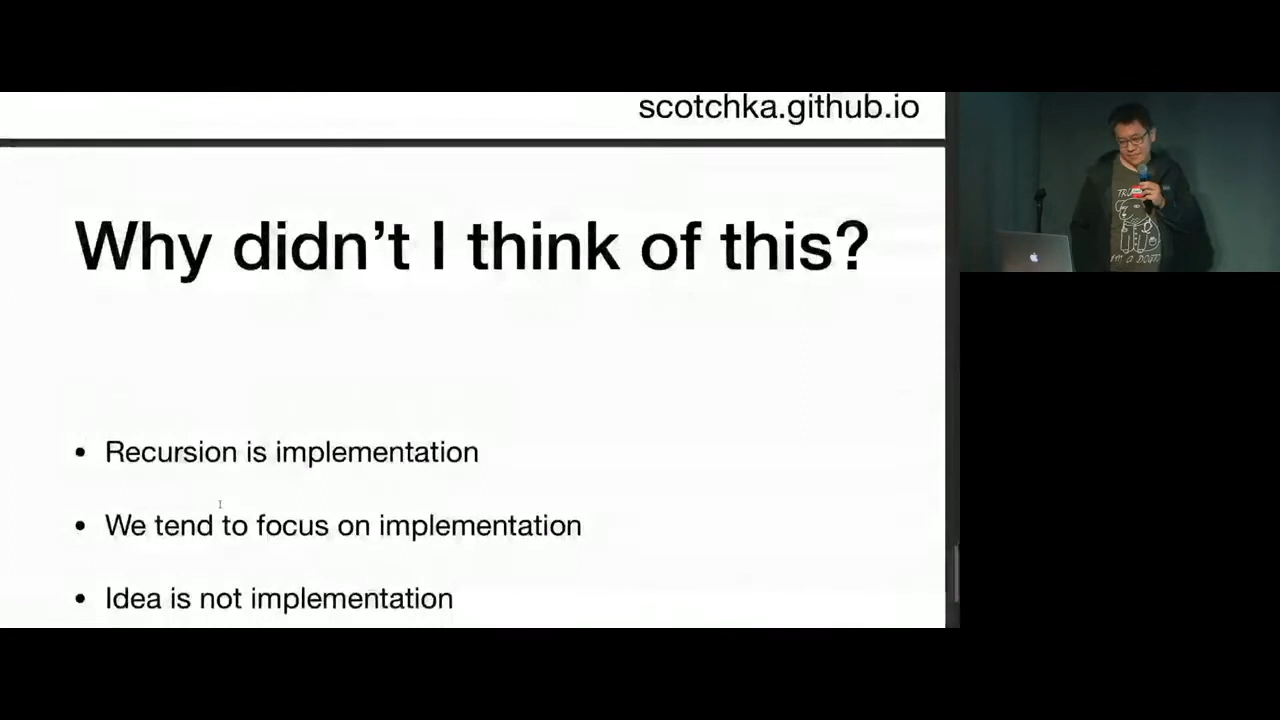 scotchka.github.io
Why didn't I think of this?
• Recursion is implementation
• We tend to focus on implementation
• Idea is not implementation